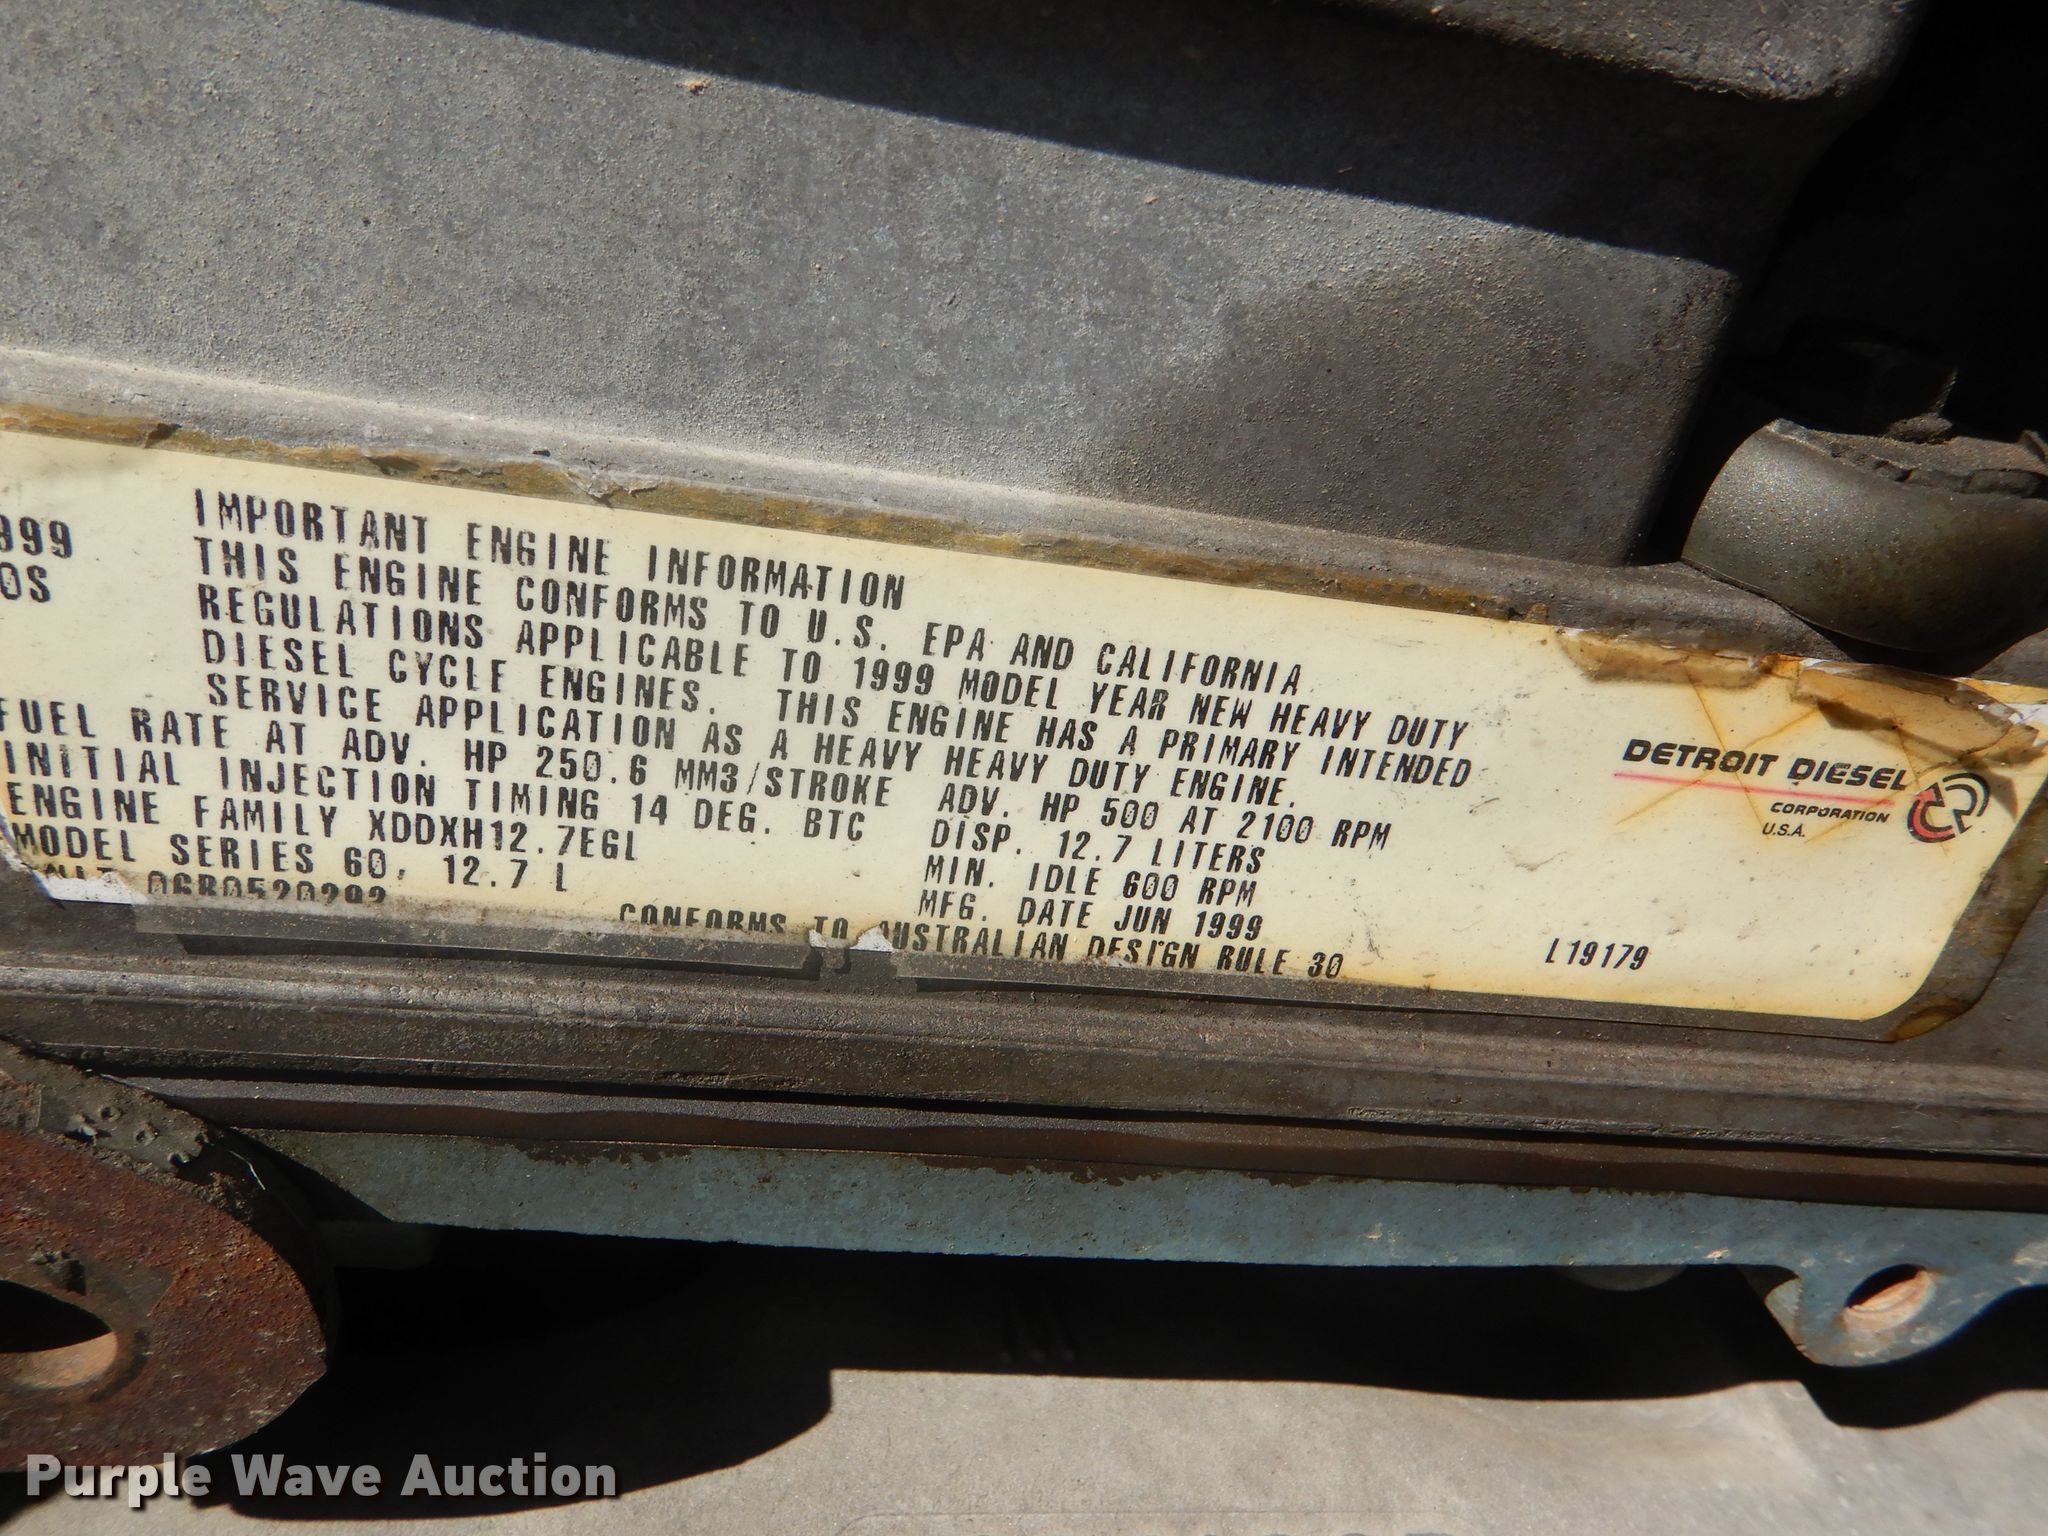 999
0S
IMPORTANT ENGINE INFORMATION
THIS ENGINE CONFORMS TO U.S. EPA AND CALIFORNIA
REGULATIONS APPLICABLE TO 1999 MODEL YEAR NEW HEAVY DUTY
DIESEL CYCLE ENGINES. THIS ENGINE HAS A PRIMARY INTENDED
SERVICE APPLICATION AS A HEAVY HEAVY DUTY ENGINE.
FUEL RATE AT ADV. HP 250.6 MM3/STROKE ADV. HP 500 AT 2100 RPM
INITIAL INJECTION TIMING 14 DEG. BTC DISP. 12.7 LITERS
ENGINE FAMILY XDDXH12.7EGL MIN. IDLE 600 RPM
MODEL SERIES 60, 12.7 L MFG. DATE JUN 1999
UNIT 06R0520292 CONFORMS TO AUSTRALIAN DESIGN RULE 30
L19179
DETROIT DIESEL
CORPORATION
U.S.A.
Purple Wave Auction